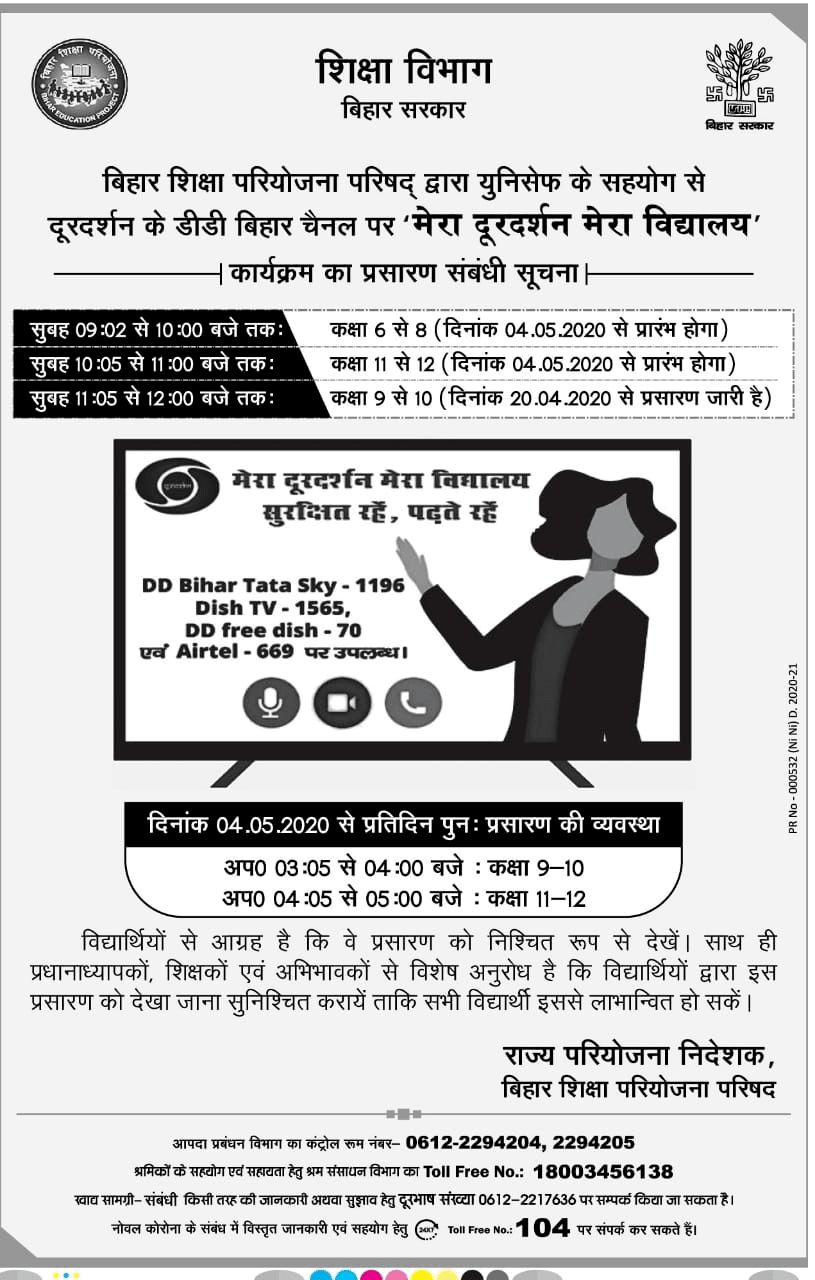 बिहार शिक्षा परियोजना
BIHAR EDUCATION PROJECT
शिक्षा विभाग
बिहार सरकार
बिहार सरकार
बिहार शिक्षा परियोजना परिषद् द्वारा युनिसेफ के सहयोग से
दूरदर्शन के डीडी बिहार चैनल पर ‘मेरा दूरदर्शन मेरा विद्यालय’
कार्यक्रम का प्रसारण संबंधी सूचना
सुबह 09:02 से 10:00 बजे तक: कक्षा 6 से 8 (दिनांक 04.05.2020 से प्रारंभ होगा)
सुबह 10:05 से 11:00 बजे तक: कक्षा 11 से 12 (दिनांक 04.05.2020 से प्रारंभ होगा)
सुबह 11:05 से 12:00 बजे तक: कक्षा 9 से 10 (दिनांक 20.04.2020 से प्रसारण जारी है)
दूरदर्शन
मेरा दूरदर्शन मेरा विद्यालय
सुरक्षित रहें, पढ़ते रहें
DD Bihar Tata Sky - 1196
Dish TV - 1565,
DD free dish - 70
एवं Airtel - 669 पर उपलब्ध।
PR No - 000532 (Ni Ni) D. 2020-21
दिनांक 04.05.2020 से प्रतिदिन पुन: प्रसारण की व्यवस्था
अप0 03:05 से 04:00 बजे : कक्षा 9–10
अप0 04:05 से 05:00 बजे : कक्षा 11–12
विद्यार्थियों से आग्रह है कि वे प्रसारण को निश्चित रूप से देखें। साथ ही
प्रधानाध्यापकों, शिक्षकों एवं अभिभावकों से विशेष अनुरोध है कि विद्यार्थियों द्वारा इस
प्रसारण को देखा जाना सुनिश्चित करायें ताकि सभी विद्यार्थी इससे लाभान्वित हो सकें।
राज्य परियोजना निदेशक,
बिहार शिक्षा परियोजना परिषद
आपदा प्रबंधन विभाग का कंट्रोल रूम नंबर– 0612-2294204, 2294205
श्रमिकों के सहयोग एवं सहायता हेतु श्रम संसाधन विभाग का Toll Free No.: 18003456138
खाद्य सामग्री– संबंधी किसी तरह की जानकारी अथवा सुझाव हेतु दूरभाष संख्या 0612–2217636 पर सम्पर्क किया जा सकता है।
नोवल कोरोना के संबंध में विस्तृत जानकारी एवं सहयोग हेतु 24X7 Toll Free No.: 104 पर संपर्क कर सकते हैं।